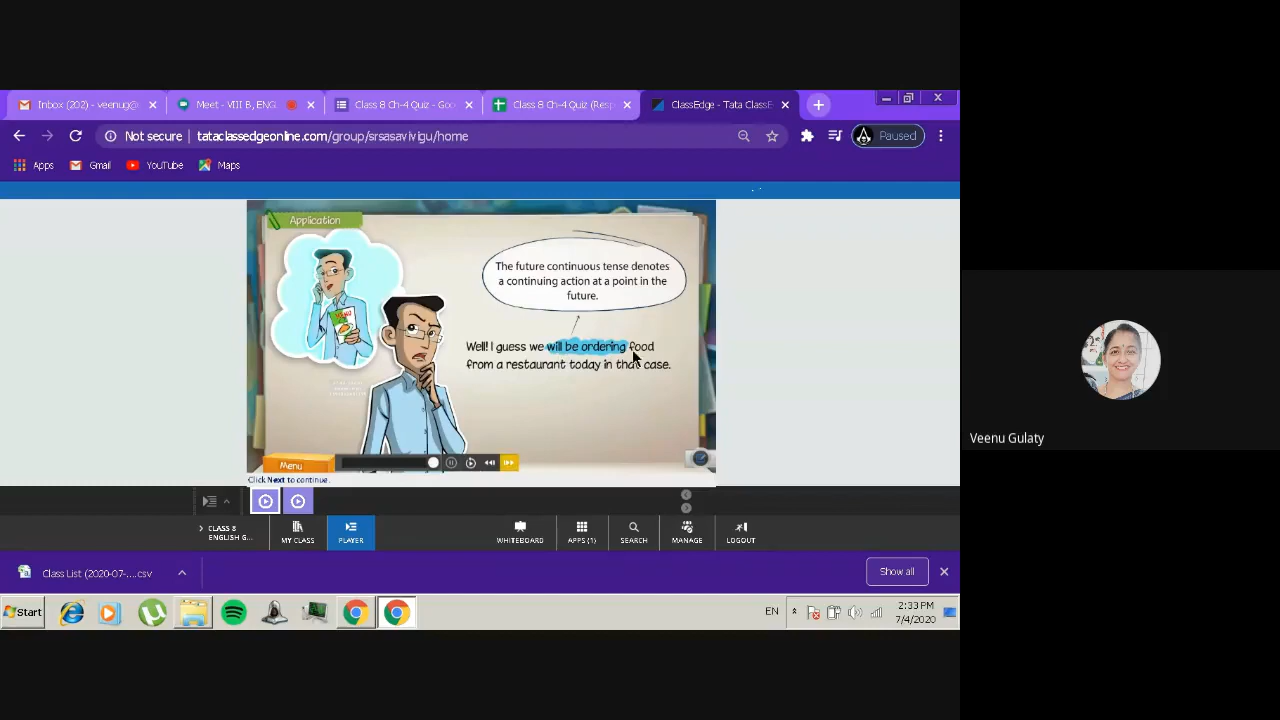 Inbox (202) - veenug@
Meet - VIII B, ENG
Class 8 Ch-4 Quiz - Goo
Class 8 Ch-4 Quiz (Resp
ClassEdge - Tata ClassE
Not secure | tataclassedgeonline.com/group/srsasavivigu/home
Paused
Apps
Gmail
YouTube
Maps
Application
The future continuous tense denotes
a continuing action at a point in the
future.
Well! I guess we will be ordering food
from a restaurant today in that case.
MENU
Menu
Click Next to continue.
CLASS 8
ENGLISH G...
MY CLASS
PLAYER
WHITEBOARD
APPS (1)
SEARCH
MANAGE
LOGOUT
Class List (2020-07-....csv
Show all
Start
EN
2:33 PM
7/4/2020
Veenu Gulaty